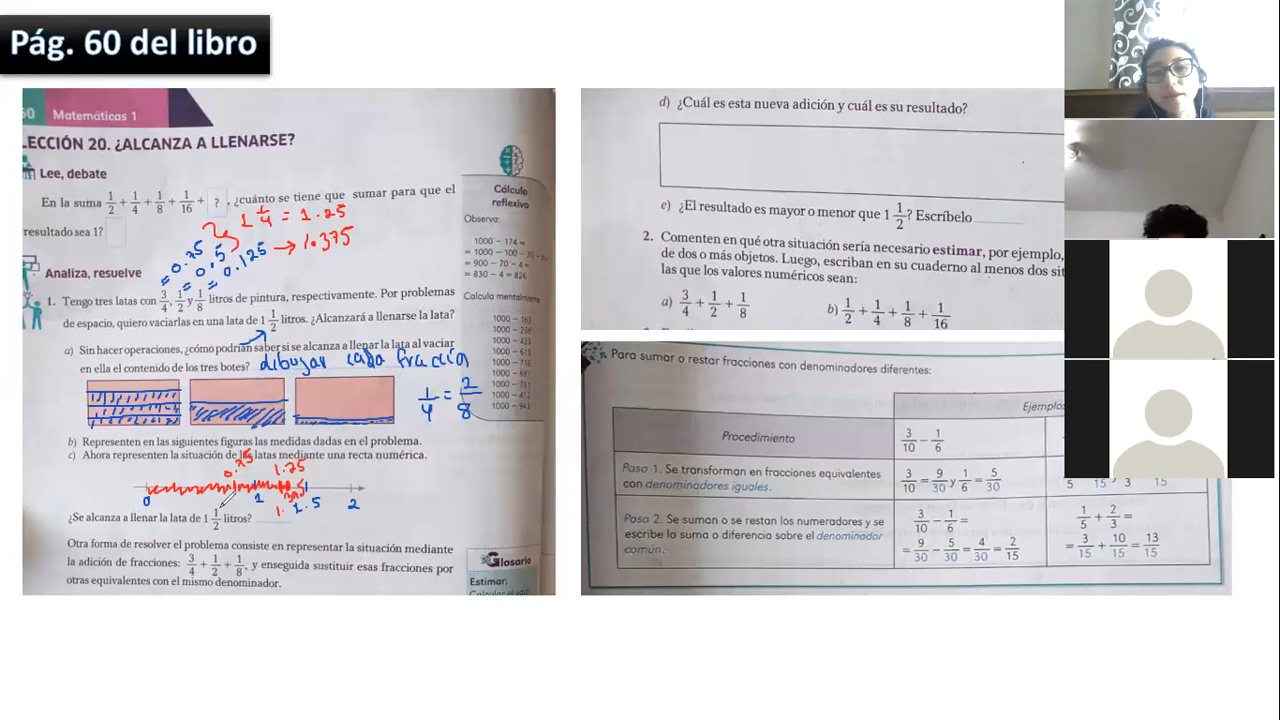 Pág. 60 del libro
60 Matemáticas 1
LECCIÓN 20. ¿ALCANZA A LLENARSE?
Lee, debate
En la suma 1/2 + 1/4 + 1/8 + 1/16 + ? , ¿cuánto se tiene que sumar para que el
resultado sea 1?
1 1/4 = 1.25
0.75 0.5 0.125 → 1.375
Analiza, resuelve
1. Tengo tres latas con 3/4, 1/2 y 1/8 litros de pintura, respectivamente. Por problemas
de espacio, quiero vaciarlas en una lata de 1 1/2 litros. ¿Alcanzará a llenarse la lata?
a) Sin hacer operaciones, ¿cómo podrían saber si se alcanza a llenar la lata al vaciar
en ella el contenido de los tres botes? dibujar cada fracción
1/4 = 2/8
b) Representen en las siguientes figuras las medidas dadas en el problema.
c) Ahora representen la situación de las latas mediante una recta numérica.
0.75 1.25
0 1 1.5 2
¿Se alcanza a llenar la lata de 1 1/2 litros?
Otra forma de resolver el problema consiste en representar la situación mediante
la adición de fracciones: 3/4 + 1/2 + 1/8, y enseguida sustituir esas fracciones por
otras equivalentes con el mismo denominador.
Cálculo
reflexivo
Observa:
1000 – 174 =
= 1000 – 100 – 70 – 4
= 900 – 70 – 4 =
= 830 – 4 = 826
Calcula mentalmente
Glosario
Estimar:
d) ¿Cuál es esta nueva adición y cuál es su resultado?
e) ¿El resultado es mayor o menor que 1 1/2? Escríbelo
2. Comenten en qué otra situación sería necesario estimar, por ejemplo,
de dos o más objetos. Luego, escriban en su cuaderno al menos dos sit
las que los valores numéricos sean:
a) 3/4 + 1/2 + 1/8 b) 1/2 + 1/4 + 1/8 + 1/16
Para sumar o restar fracciones con denominadores diferentes:
Ejemplos
Procedimiento 3/10 – 1/6
Paso 1. Se transforman en fracciones equivalentes
con denominadores iguales.
3/10 = 9/30 y 1/6 = 5/30
5 15 3 15
Paso 2. Se suman o se restan los numeradores y se
escribe la suma o diferencia sobre el denominador
común.
3/10 – 1/6 =
= 9/30 – 5/30 = 4/30 = 2/15
1/5 + 2/3 =
= 3/15 + 10/15 = 13/15